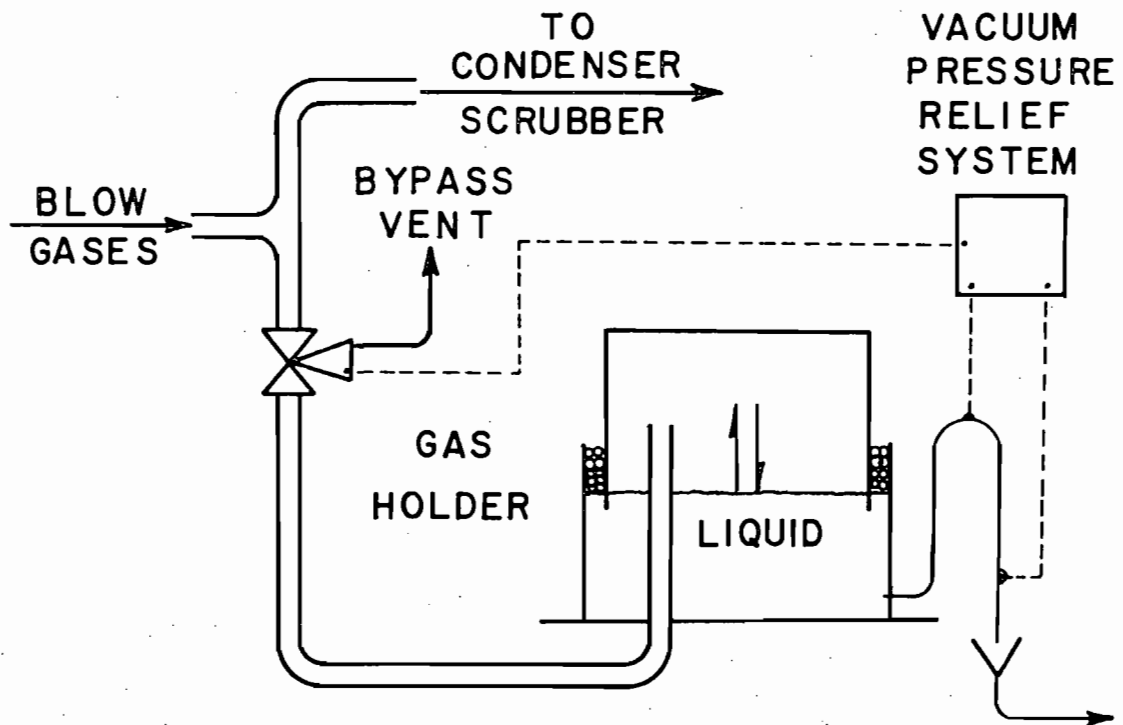 TO
CONDENSER
SCRUBBER
VACUUM
PRESSURE
RELIEF
SYSTEM
BYPASS
VENT
BLOW
GASES
GAS
HOLDER
LIQUID